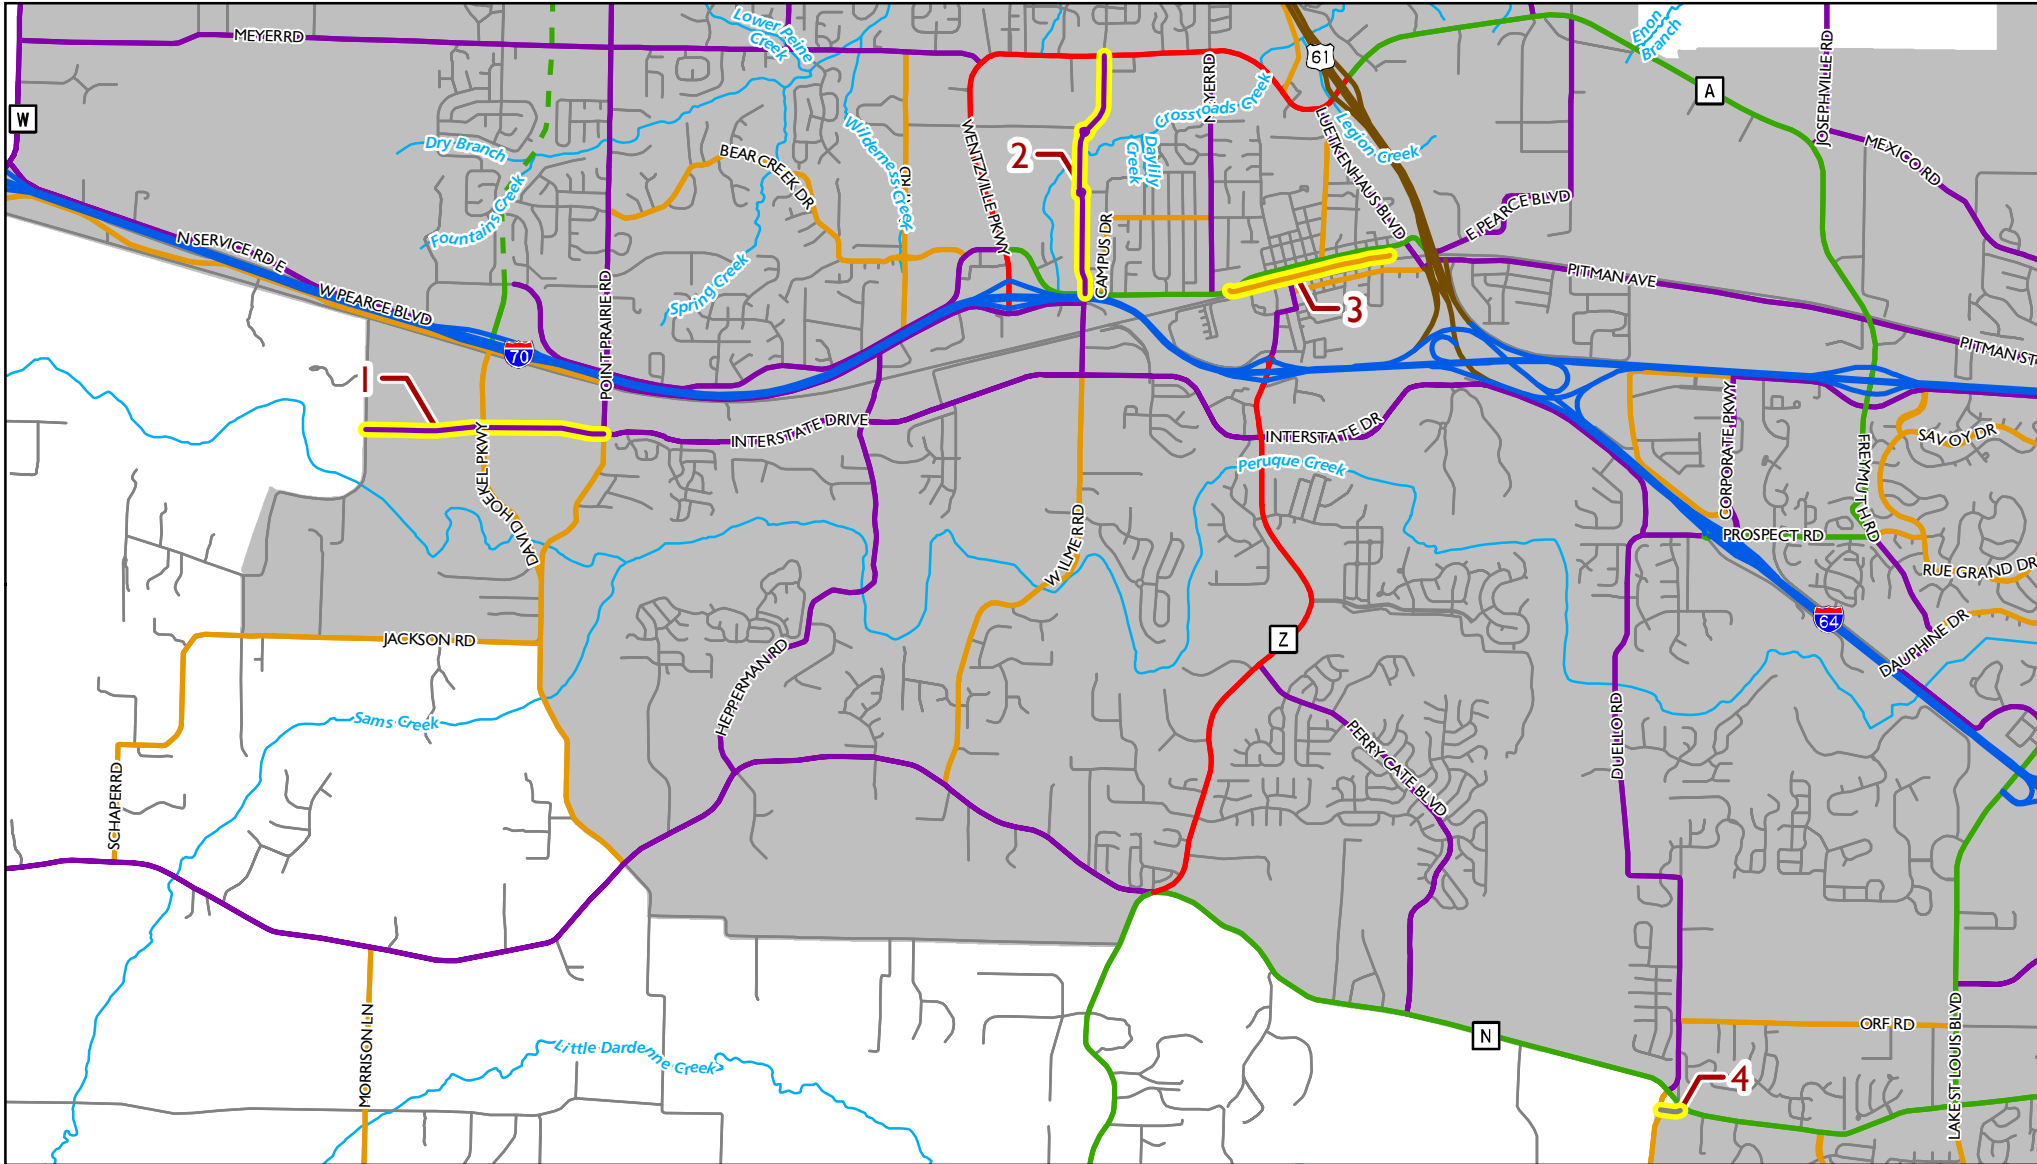 Lower Peine
Creek
Enon
Branch
MEYER RD
61
A
JOSEPHVILLE RD
W
MEYER RD
Crossroads Creek
Wilderness Creek
WENTZVILLE PKWY
LUETKENHAUS BLVD
Legion Creek
MEXICO RD
Dry Branch
BEAR CREEK DR
2
Daylily
Creek
RD
Fountains Creek
E PEARCE BLVD
N SERVICE RD E
CAMPUS DR
PITMAN AVE
Spring Creek
W PEARCE BLVD
POINT PRAIRIE RD
3
70
PITMAN ST
1
INTERSTATE DRIVE
INTERSTATE DR
CORPORATE PKWY
SAVOY DR
FREYMUTH RD
DAVID HOEKEL PKWY
Peruque Creek
WILMER RD
PROSPECT RD
RUE GRAND DR
64
DAUPHINE DR
JACKSON RD
Z
HEPPERMAN RD
Sams Creek
PERRY CATE BLVD
DUELLO RD
SCHAPER RD
MORRISON LN
Little Dardenne Creek
N
ORF RD
LAKE ST LOUIS BLVD
4